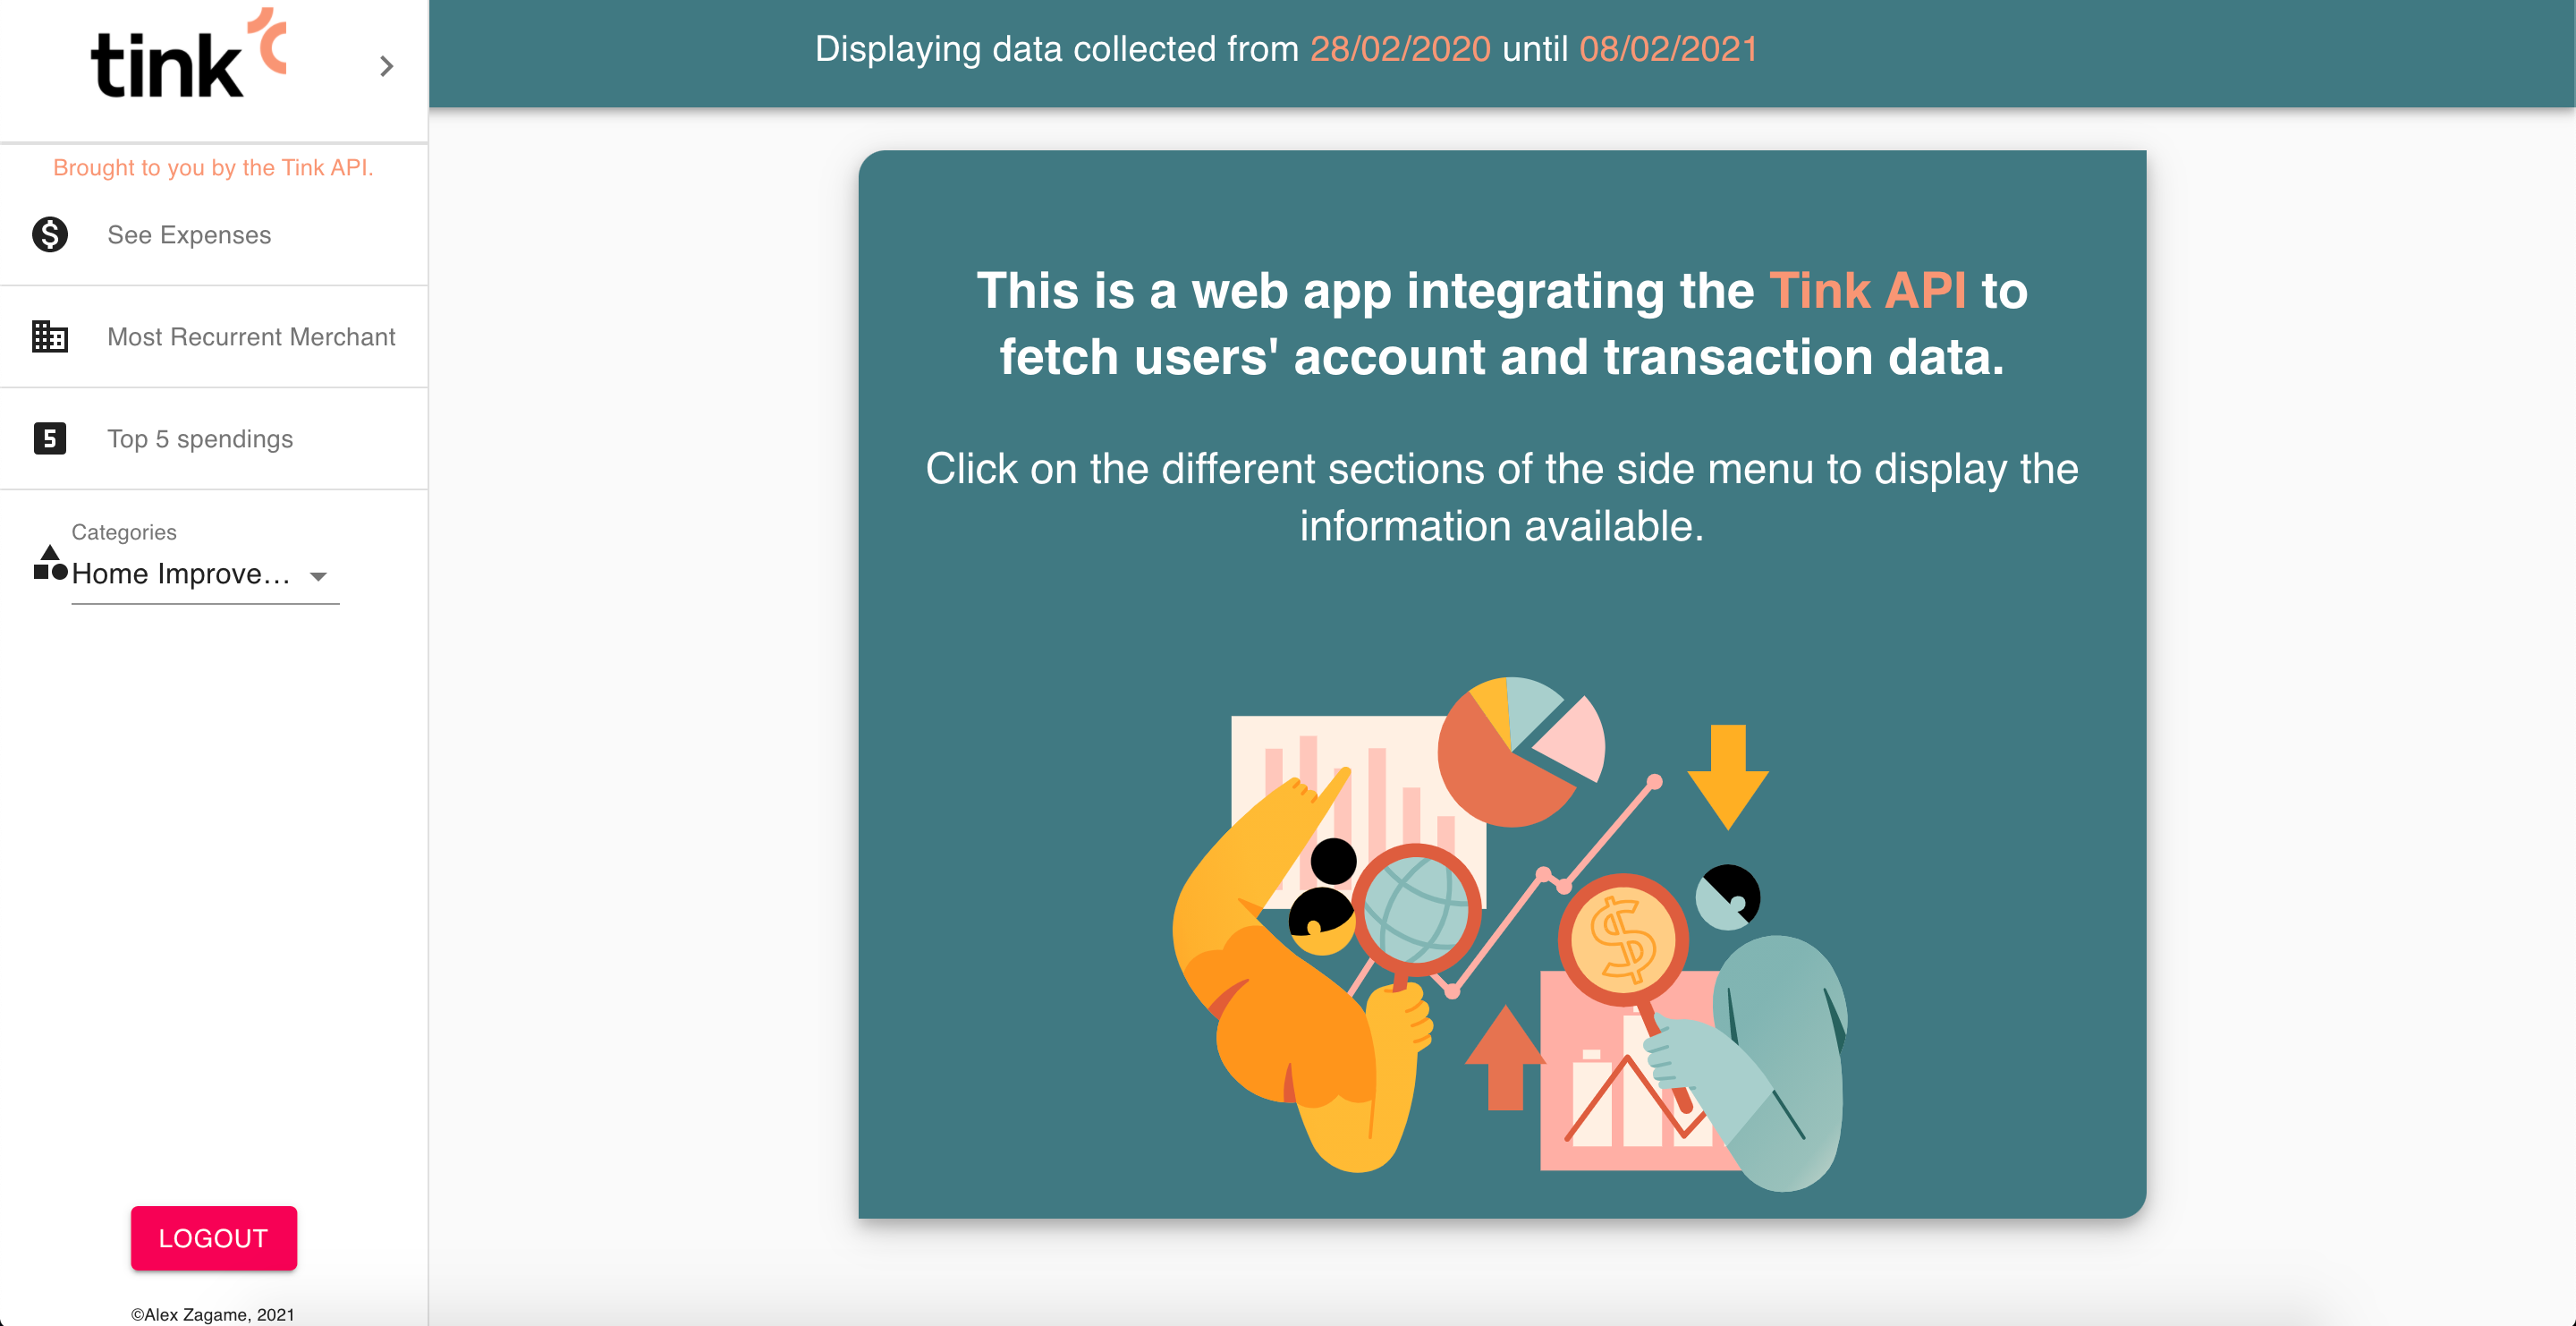 tink
Displaying data collected from 28/02/2020 until 08/02/2021
Brought to you by the Tink API.
See Expenses
Most Recurrent Merchant
5
Top 5 spendings
Categories
Home Improve...
LOGOUT
©Alex Zagame, 2021
This is a web app integrating the Tink API to
fetch users' account and transaction data.
Click on the different sections of the side menu to display the
information available.